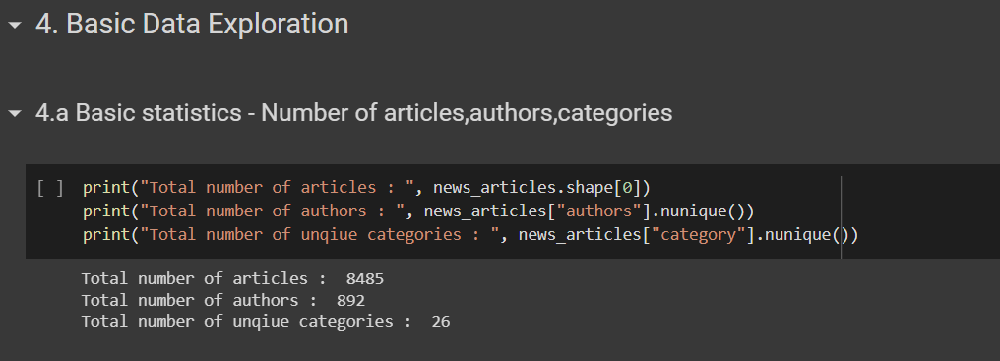 4. Basic Data Exploration
4.a Basic statistics - Number of articles,authors,categories
[ ] print("Total number of articles : ", news_articles.shape[0])
print("Total number of authors : ", news_articles["authors"].nunique())
print("Total number of unqiue categories : ", news_articles["category"].nunique())
Total number of articles :  8485
Total number of authors :  892
Total number of unqiue categories :  26